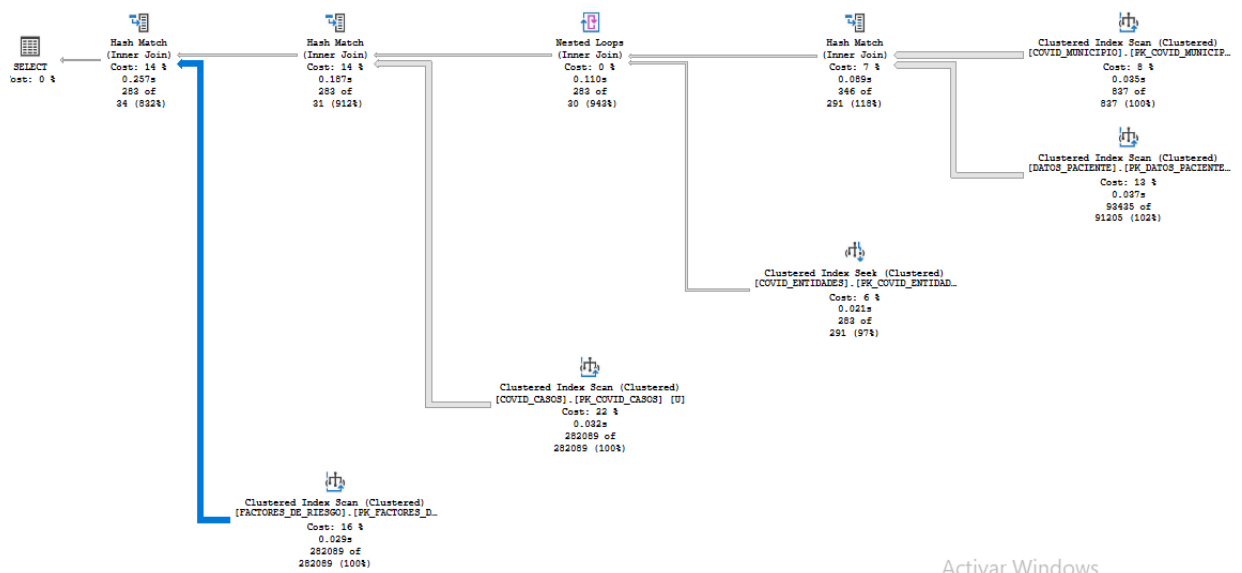 SELECT
Cost: 0 %
Hash Match
(Inner Join)
Cost: 14 %
0.257s
283 of
34 (832%)
Hash Match
(Inner Join)
Cost: 14 %
0.187s
283 of
31 (912%)
Nested Loops
(Inner Join)
Cost: 0 %
0.110s
283 of
30 (943%)
Hash Match
(Inner Join)
Cost: 7 %
0.089s
346 of
291 (118%)
Clustered Index Scan (Clustered)
[COVID_MUNICIPIO].[PK_COVID_MUNICIP…
Cost: 8 %
0.035s
837 of
837 (100%)
Clustered Index Scan (Clustered)
[DATOS_PACIENTE].[PK_DATOS_PACIENTE…
Cost: 13 %
0.037s
93435 of
91205 (102%)
Clustered Index Seek (Clustered)
[COVID_ENTIDADES].[PK_COVID_ENTIDAD…
Cost: 6 %
0.021s
283 of
291 (97%)
Clustered Index Scan (Clustered)
[COVID_CASOS].[PK_COVID_CASOS] [U]
Cost: 22 %
0.032s
282089 of
282089 (100%)
Clustered Index Scan (Clustered)
[FACTORES_DE_RIESGO].[PK_FACTORES_D…
Cost: 16 %
0.029s
282089 of
282089 (100%)
Activar Windows